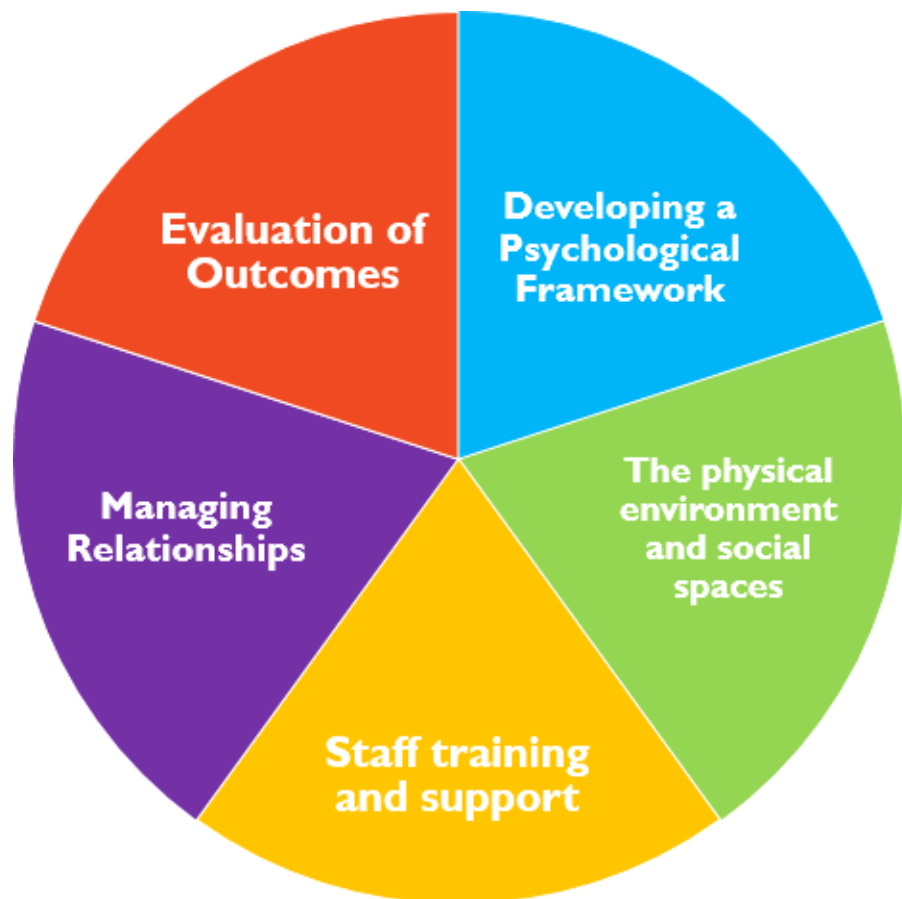 Evaluation of
Outcomes
Developing a
Psychological
Framework
The physical
environment
and social
spaces
Managing
Relationships
Staff training
and support